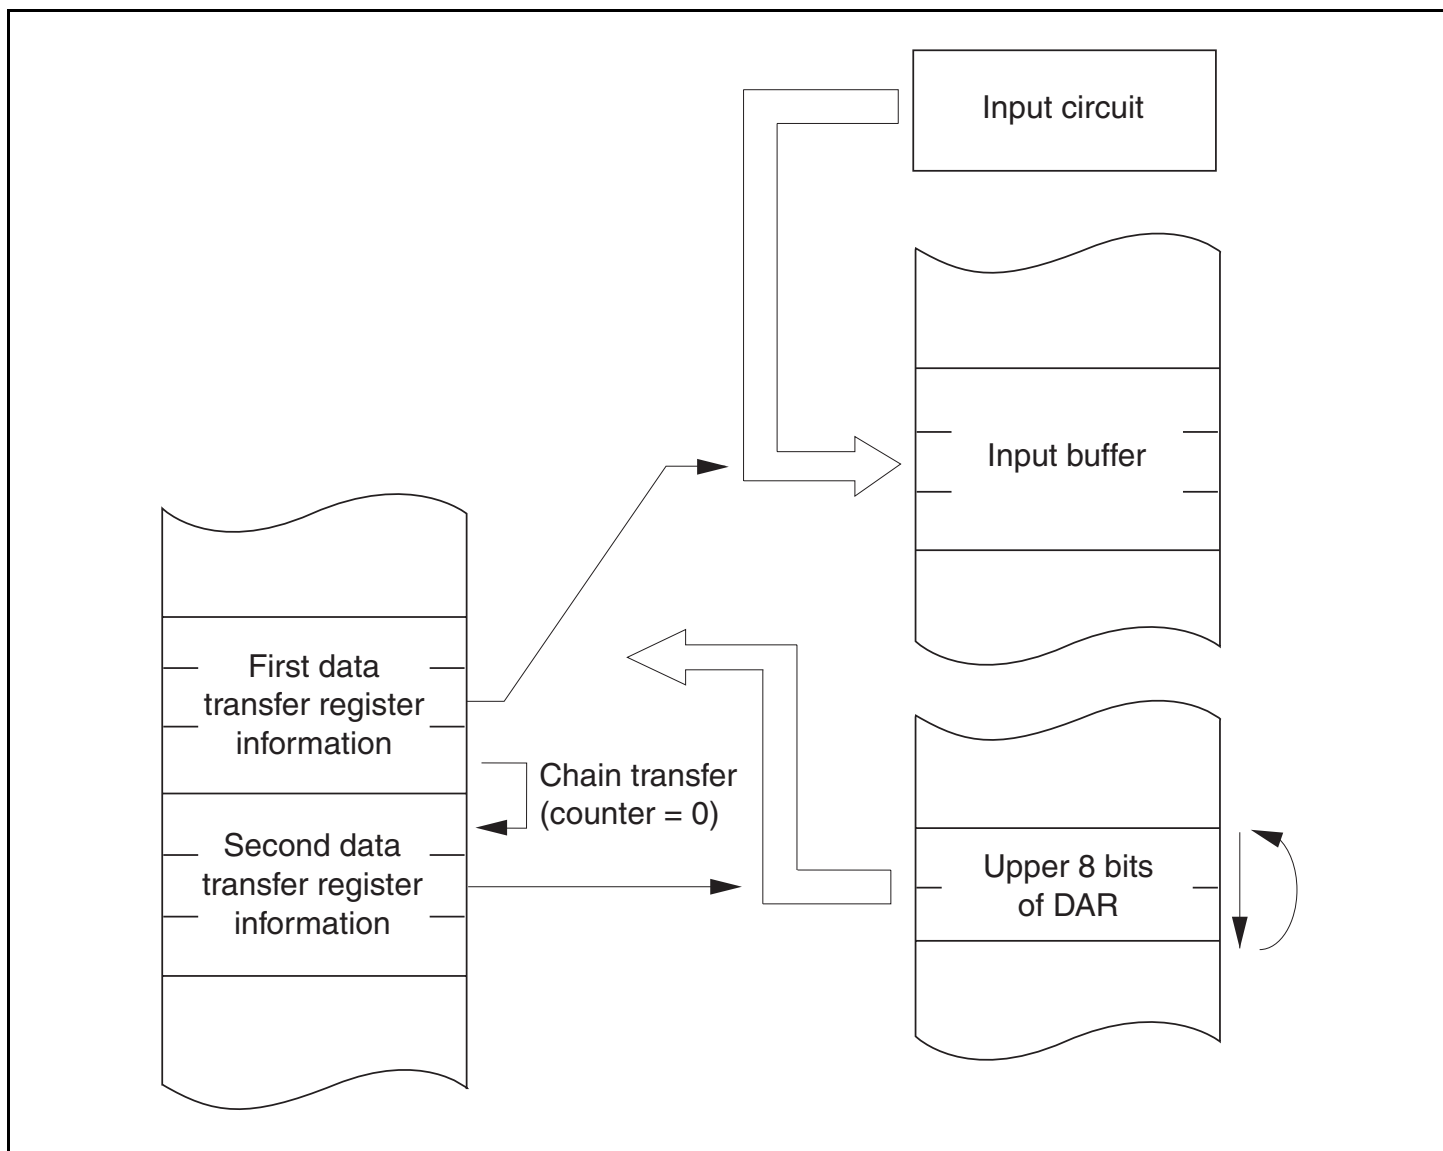 Input circuit
Input buffer
First data
transfer register
information
Chain transfer
(counter = 0)
Second data
transfer register
information
Upper 8 bits
of DAR